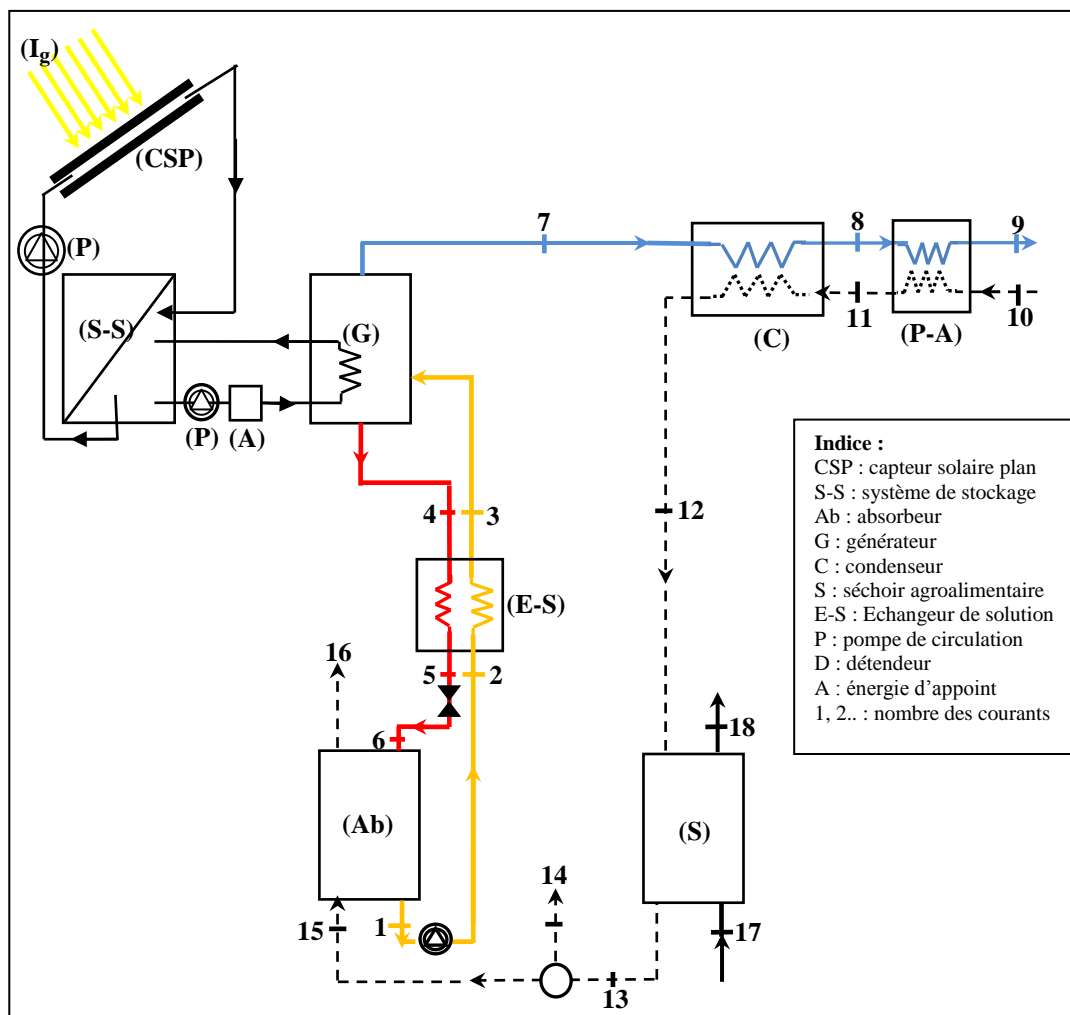 (I_g)
(CSP)
(P)
7
8
9
(S-S)
(G)
11
10
(C)
(P-A)
(P)
(A)
Indice :
CSP : capteur solaire plan
S-S : système de stockage
Ab : absorbeur
G : générateur
C : condenseur
S : séchoir agroalimentaire
E-S : Echangeur de solution
P : pompe de circulation
D : détendeur
A : énergie d'appoint
1, 2.. : nombre des courants
4
3
12
(E-S)
16
5
2
6
18
(Ab)
(S)
14
15
1
17
13